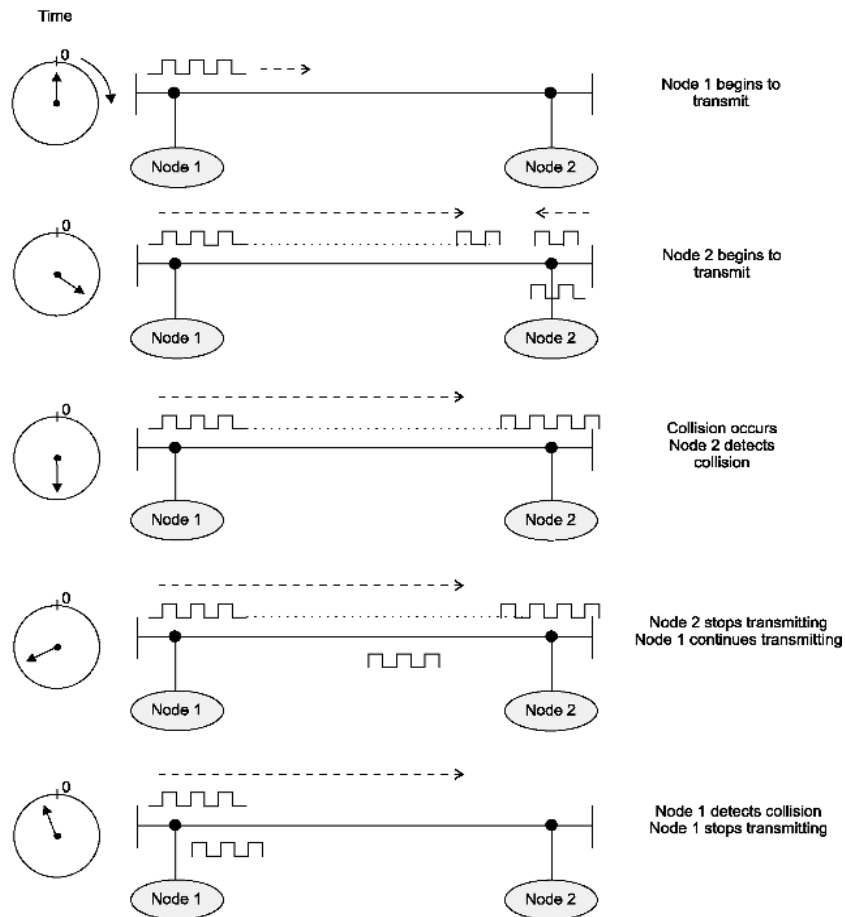 Time
0
Node 1
Node 2
Node 1 begins to
transmit
0
Node 1
Node 2
Node 2 begins to
transmit
0
Node 1
Node 2
Collision occurs
Node 2 detects
collision
0
Node 1
Node 2
Node 2 stops transmitting
Node 1 continues transmitting
0
Node 1
Node 2
Node 1 detects collision
Node 1 stops transmitting